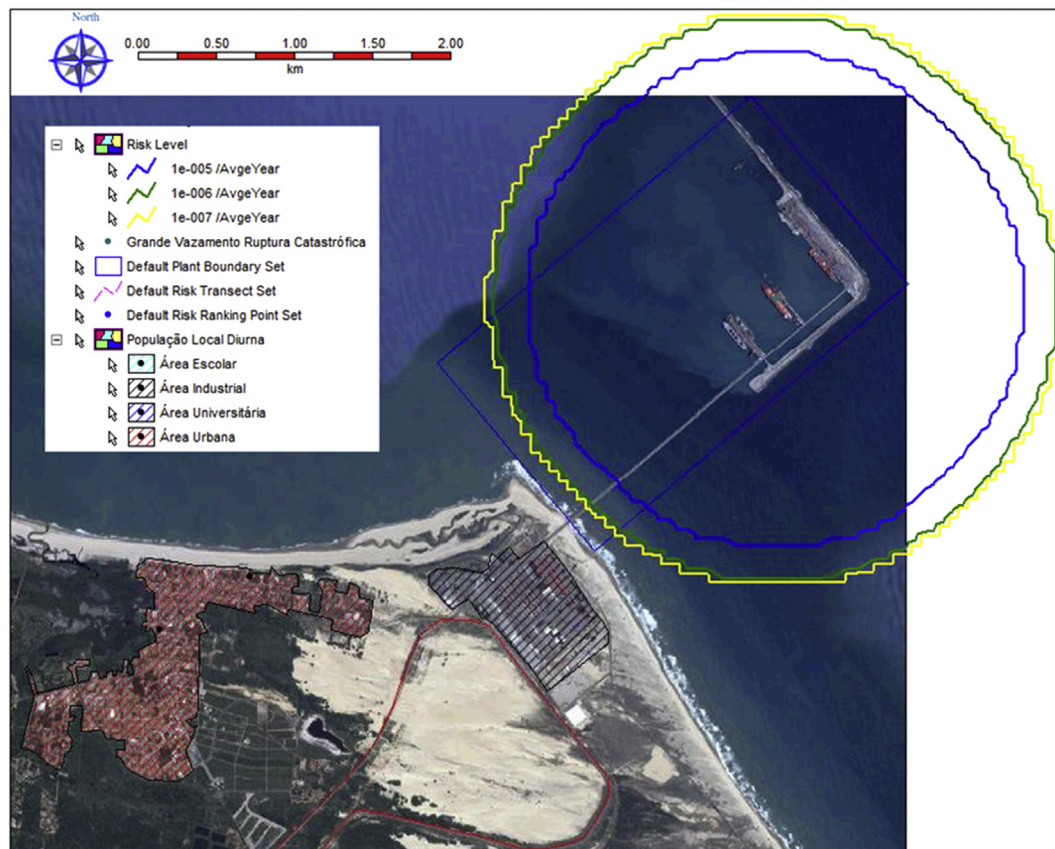 North
0.00 0.50 1.00 1.50 2.00
km
Risk Level
1e-005 /AvgeYear
1e-006 /AvgeYear
1e-007 /AvgeYear
Grande Vazamento Ruptura Catastrófica
Default Plant Boundary Set
Default Risk Transect Set
Default Risk Ranking Point Set
População Local Diurna
Área Escolar
Área Industrial
Área Universitária
Área Urbana